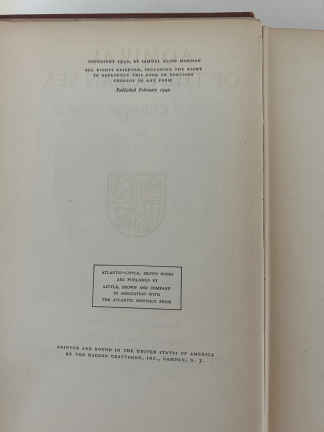 COPYRIGHT 1942, BY SAMUEL ELIOT MORISON
ALL RIGHTS RESERVED, INCLUDING THE RIGHT
TO REPRODUCE THIS BOOK OR PORTIONS
THEREOF IN ANY FORM
Published February 1942
ATLANTIC–LITTLE, BROWN BOOKS
ARE PUBLISHED BY
LITTLE, BROWN AND COMPANY
IN ASSOCIATION WITH
THE ATLANTIC MONTHLY PRESS
PRINTED AND BOUND IN THE UNITED STATES OF AMERICA
BY THE HADDON CRAFTSMEN, INC., CAMDEN, N. J.